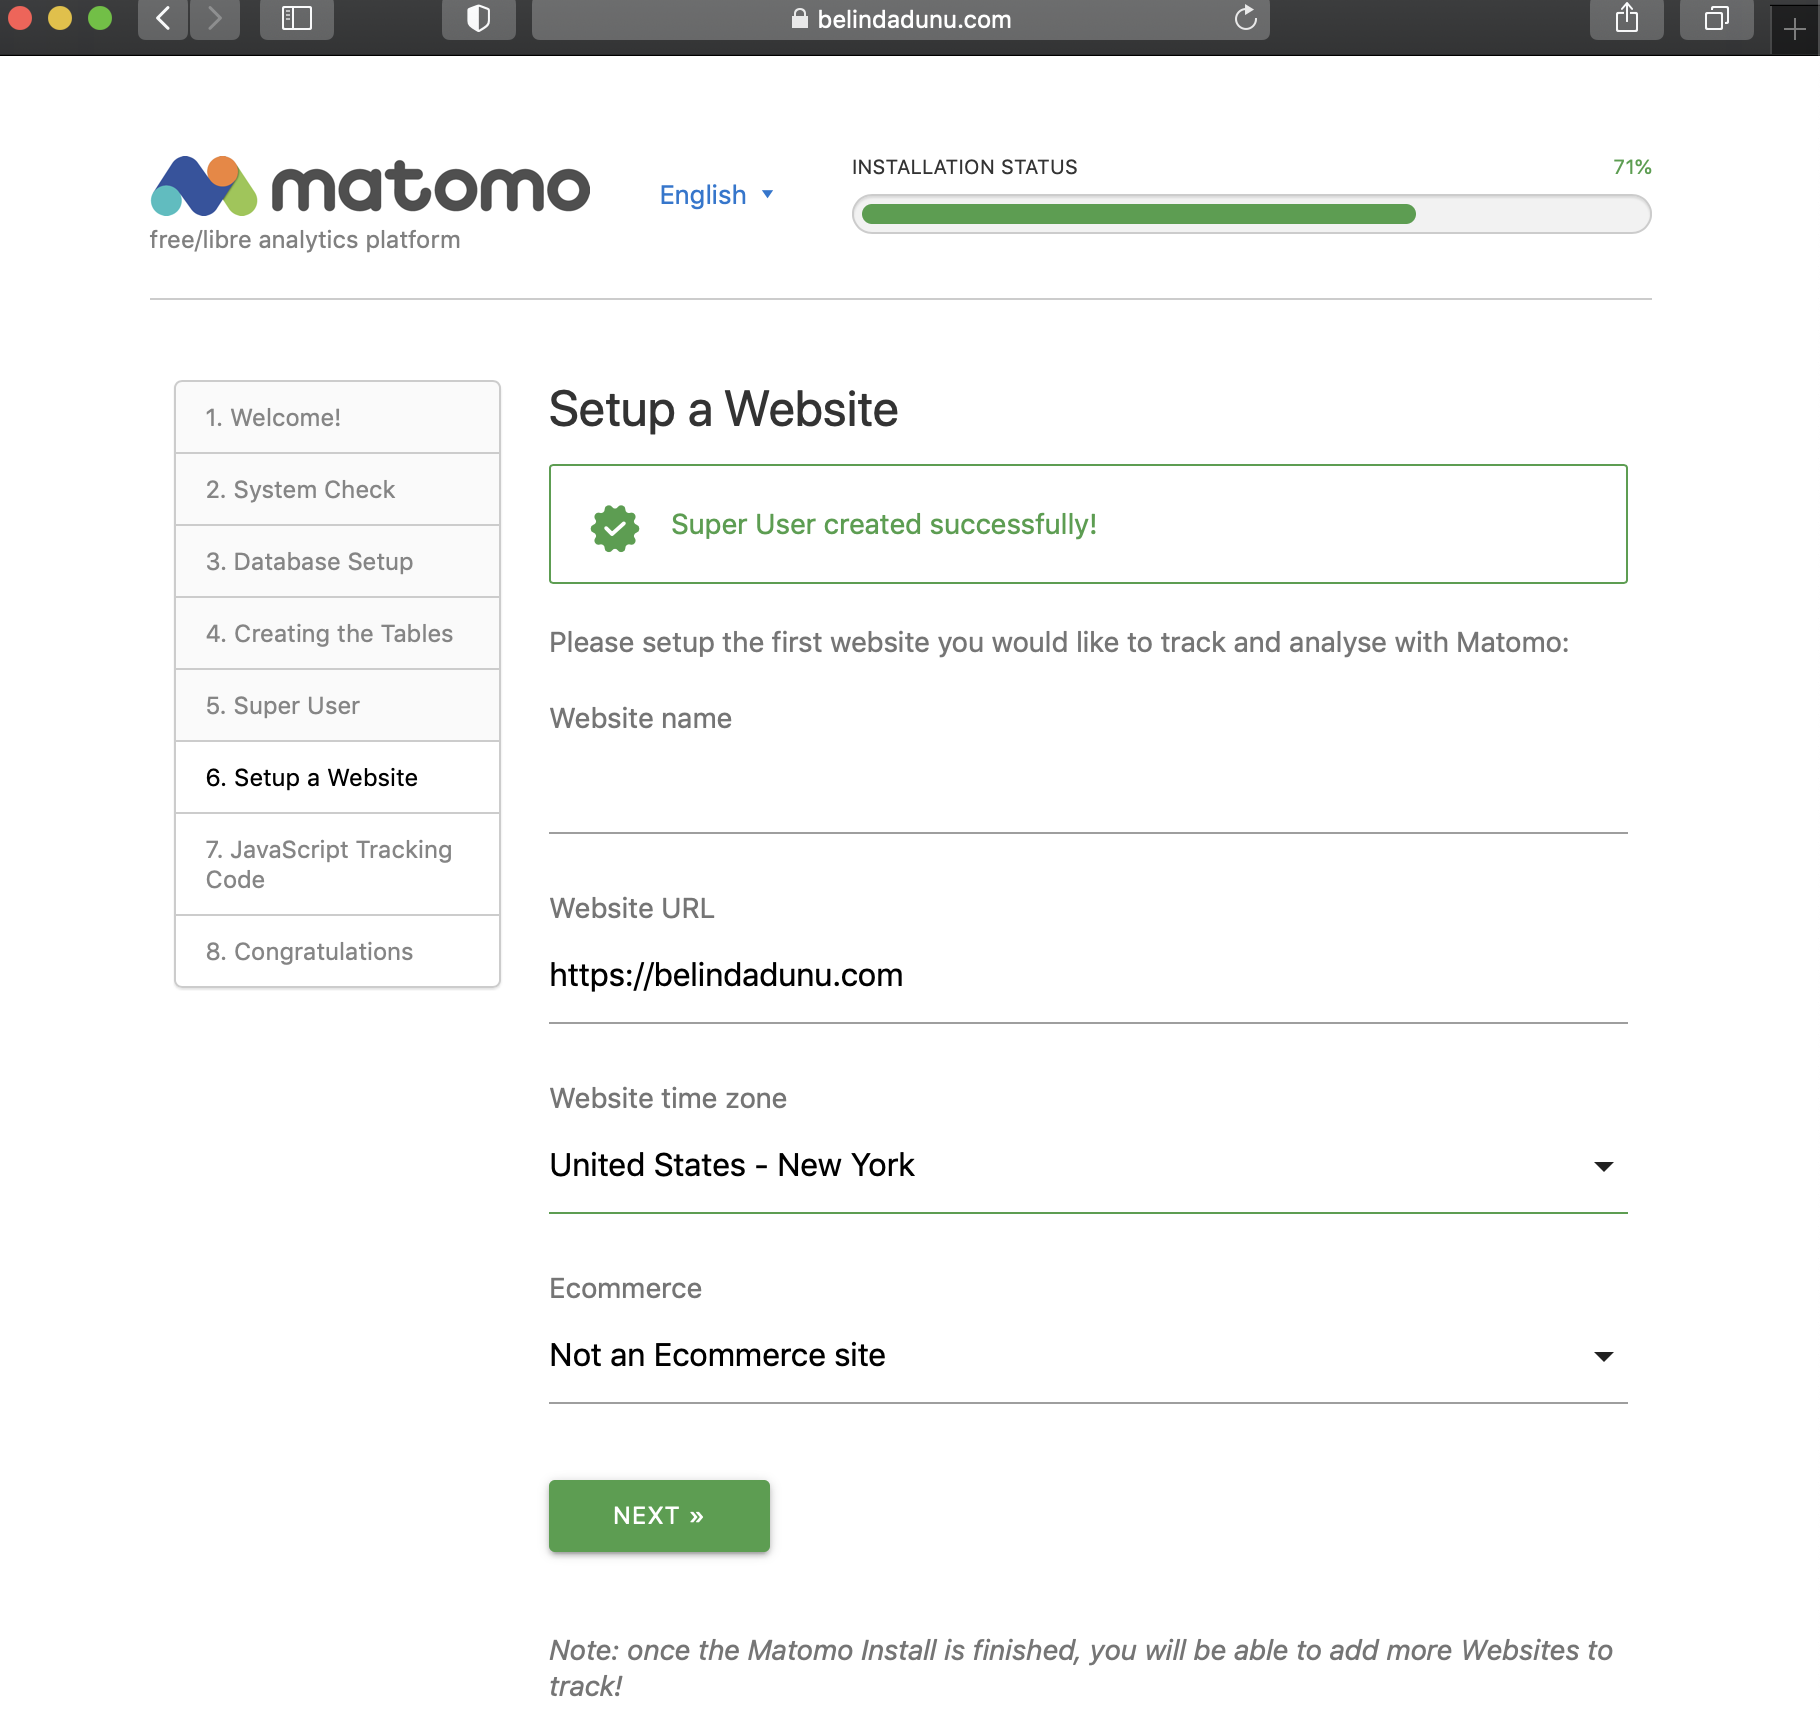 belindadunu.com
matomo
free/libre analytics platform
English
INSTALLATION STATUS
71%
1. Welcome!
2. System Check
3. Database Setup
4. Creating the Tables
5. Super User
6. Setup a Website
7. JavaScript Tracking
Code
8. Congratulations
Setup a Website
Super User created successfully!
Please setup the first website you would like to track and analyse with Matomo:
Website name
Website URL
https://belindadunu.com
Website time zone
United States - New York
Ecommerce
Not an Ecommerce site
NEXT »
Note: once the Matomo Install is finished, you will be able to add more Websites to
track!